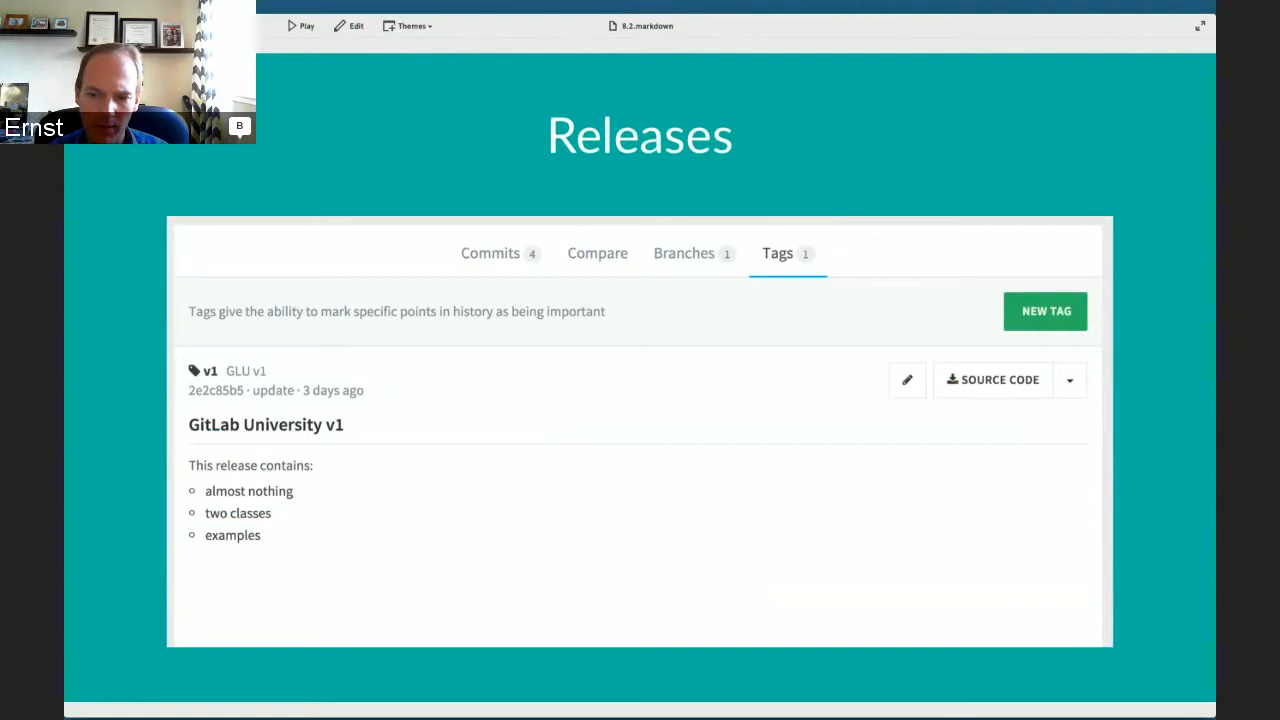 Play Edit Themes 8.2.markdown
Ernst
B
Releases
Commits 4 Compare Branches 1 Tags 1
Tags give the ability to mark specific points in history as being important
NEW TAG
v1 GLU v1
2e2c85b5 · update · 3 days ago
SOURCE CODE
GitLab University v1
This release contains:
almost nothing
two classes
examples